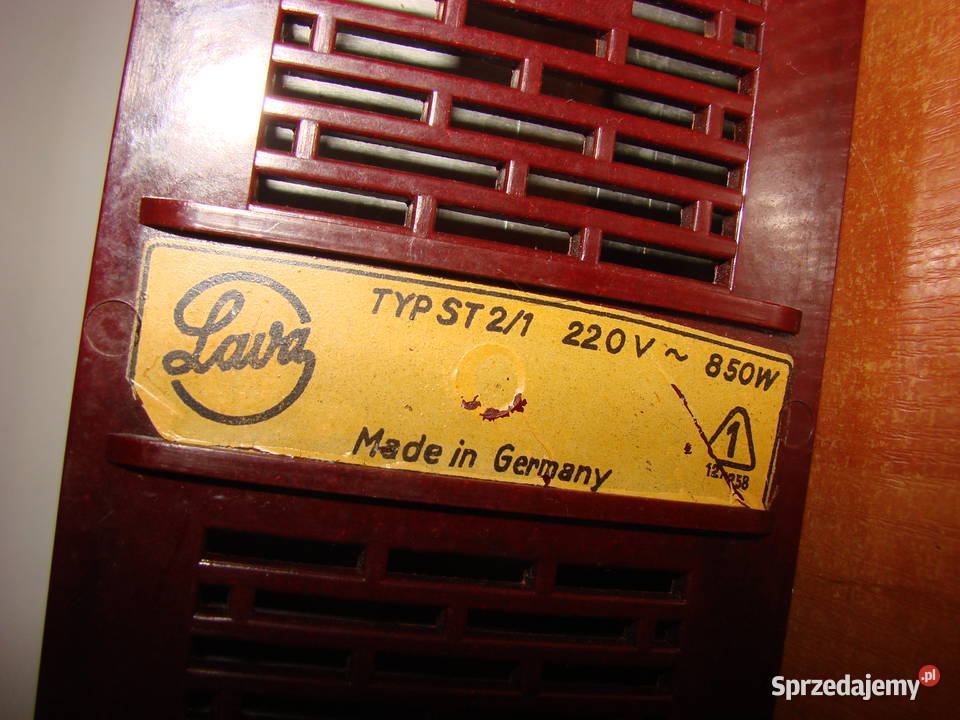 Lava
TYP ST 2/1 220V ~ 850W
1
Made in Germany
Sprzedajemy.pl